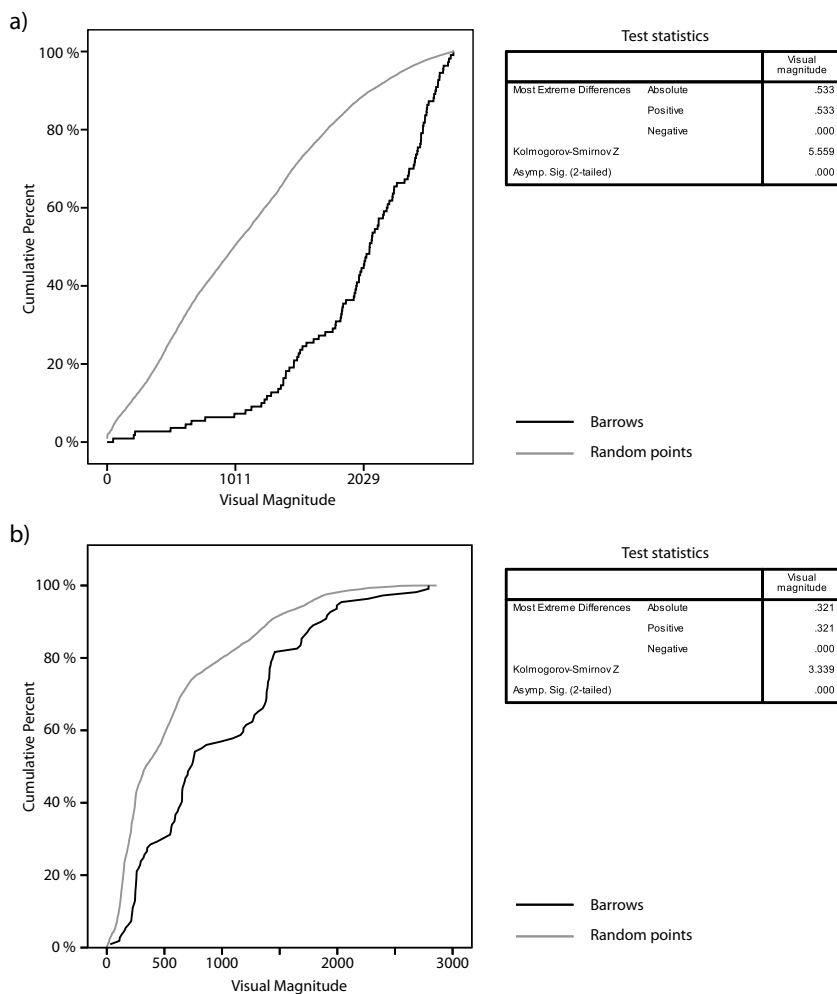 a)
100 %
80 %
60 %
40 %
20 %
0 %
Cumulative Percent
0 1011 2029
Visual Magnitude
Test statistics
Visual
magnitude
Most Extreme Differences Absolute .533
Positive .533
Negative .000
Kolmogorov-Smirnov Z 5.559
Asymp. Sig. (2-tailed) .000
Barrows
Random points
b)
100 %
80 %
60 %
40 %
20 %
0 %
Cumulative Percent
0 500 1000 2000 3000
Visual Magnitude
Test statistics
Visual
magnitude
Most Extreme Differences Absolute .321
Positive .321
Negative .000
Kolmogorov-Smirnov Z 3.339
Asymp. Sig. (2-tailed) .000
Barrows
Random points